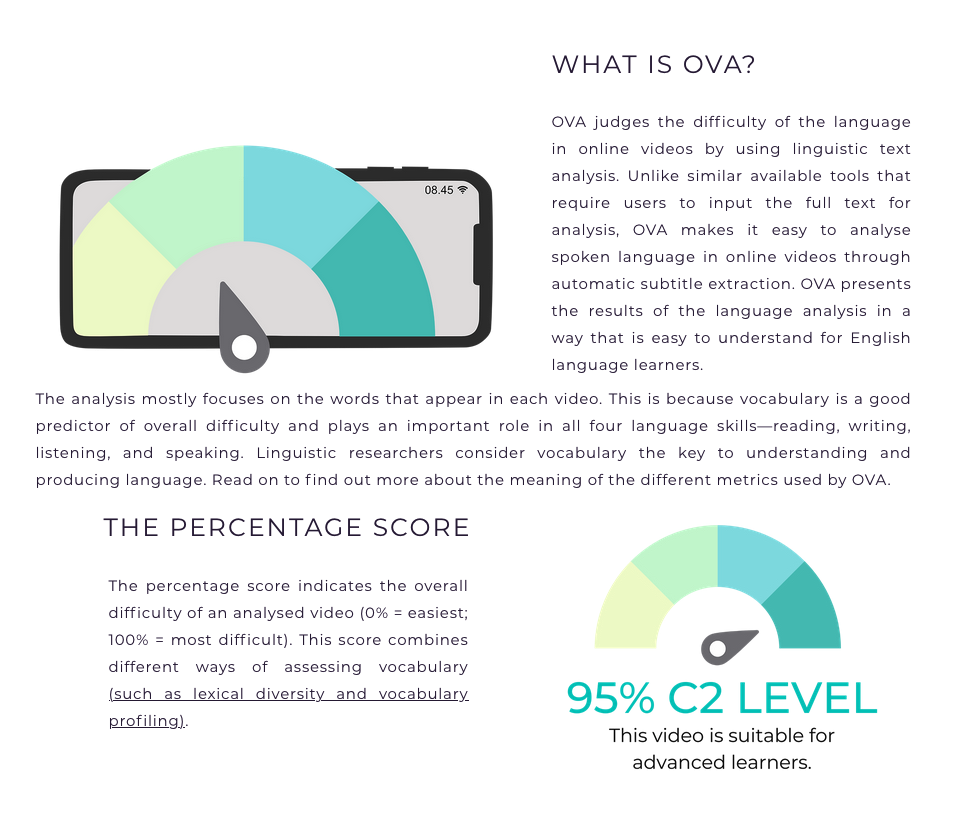 WHAT IS OVA?
08.45
OVA judges the difficulty of the language
in online videos by using linguistic text
analysis. Unlike similar available tools that
require users to input the full text for
analysis, OVA makes it easy to analyse
spoken language in online videos through
automatic subtitle extraction. OVA presents
the results of the language analysis in a
way that is easy to understand for English
language learners.
The analysis mostly focuses on the words that appear in each video. This is because vocabulary is a good
predictor of overall difficulty and plays an important role in all four language skills—reading, writing,
listening, and speaking. Linguistic researchers consider vocabulary the key to understanding and
producing language. Read on to find out more about the meaning of the different metrics used by OVA.
THE PERCENTAGE SCORE
The percentage score indicates the overall
difficulty of an analysed video (0% = easiest;
100% = most difficult). This score combines
different ways of assessing vocabulary
(such as lexical diversity and vocabulary
profiling).
95% C2 LEVEL
This video is suitable for
advanced learners.